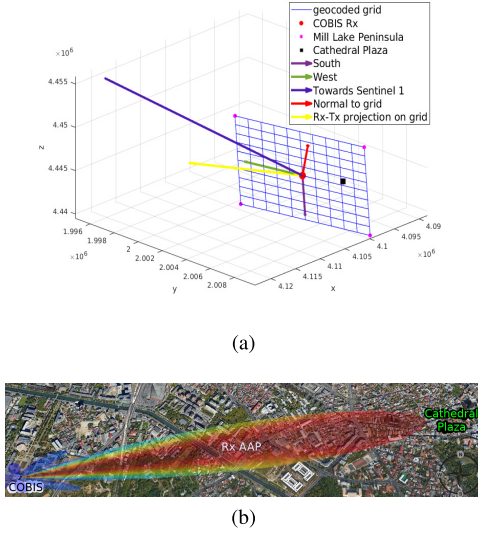 geocoded grid
COBIS Rx
Mill Lake Peninsula
Cathedral Plaza
South
West
Towards Sentinel 1
Normal to grid
Rx-Tx projection on grid
×10⁶
4.455
4.45
4.445
4.44
z
1.996
1.998
2
2.002
2.004
2.006
2.008
×10⁶
y
4.12
4.115
4.11
4.105
4.1
4.095
4.09
×10⁶
x
(a)
Cathedral
Plaza
Rx AAP
COBIS
(b)